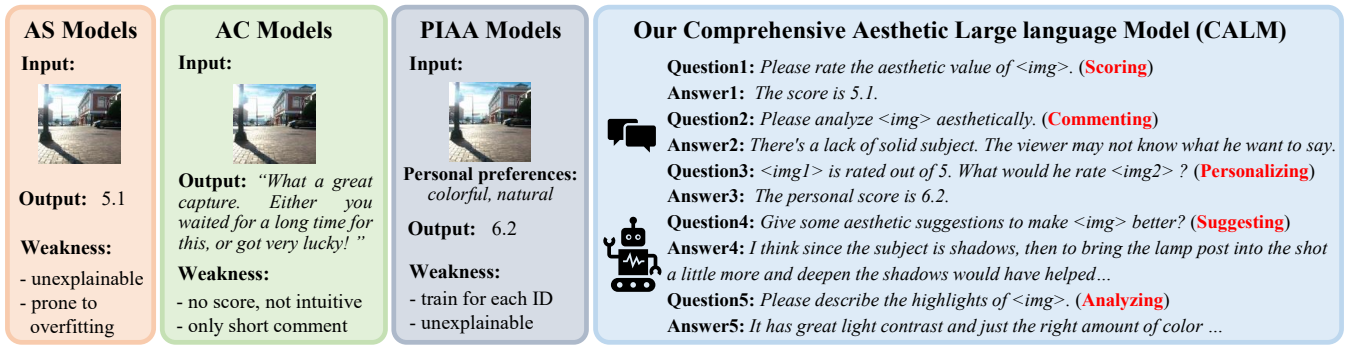 AS Models
Input:
Output: 5.1
Weakness:
- unexplainable
- prone to
overfitting
AC Models
Input:
Output: “What a great
capture. Either you
waited for a long time for
this, or got very lucky! ”
Weakness:
- no score, not intuitive
- only short comment
PIAA Models
Input:
Personal preferences:
colorful, natural
Output: 6.2
Weakness:
- train for each ID
- unexplainable
Our Comprehensive Aesthetic Large language Model (CALM)
Question1: Please rate the aesthetic value of <img>. (Scoring)
Answer1: The score is 5.1.
Question2: Please analyze <img> aesthetically. (Commenting)
Answer2: There's a lack of solid subject. The viewer may not know what he want to say.
Question3: <img1> is rated out of 5. What would he rate <img2> ? (Personalizing)
Answer3: The personal score is 6.2.
Question4: Give some aesthetic suggestions to make <img> better? (Suggesting)
Answer4: I think since the subject is shadows, then to bring the lamp post into the shot
a little more and deepen the shadows would have helped…
Question5: Please describe the highlights of <img>. (Analyzing)
Answer5: It has great light contrast and just the right amount of color …